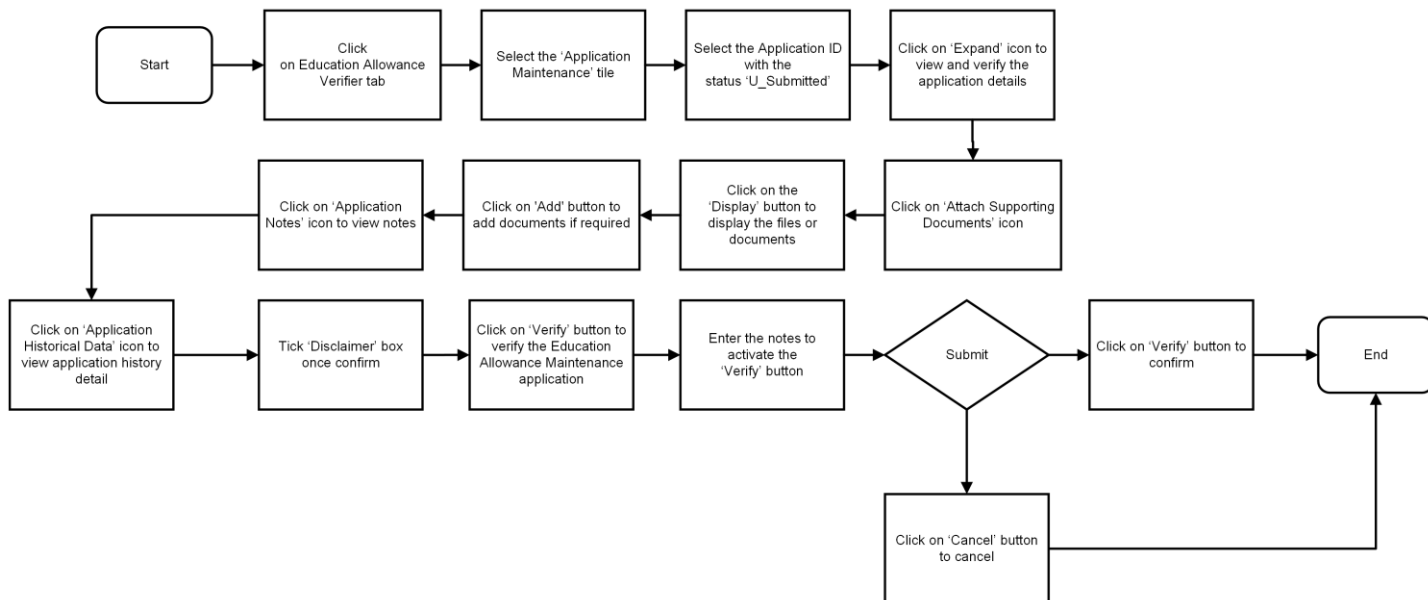 Start
Click
on Education Allowance
Verifier tab
Select the ‘Application
Maintenance’ tile
Select the Application ID
with the
status ‘U_Submitted’
Click on ‘Expand’ icon to
view and verify the
application details
Click on ‘Attach Supporting
Documents’ icon
Click on the
‘Display’ button to
display the files or
documents
Click on 'Add' button to
add documents if required
Click on ‘Application
Notes’ icon to view notes
Click on ‘Application
Historical Data’ icon to
view application history
detail
Tick ‘Disclaimer’ box
once confirm
Click on ‘Verify’ button to
verify the Education
Allowance Maintenance
application
Enter the notes to
activate the
‘Verify’ button
Submit
Click on ‘Verify’ button to
confirm
End
Click on ‘Cancel’ button
to cancel